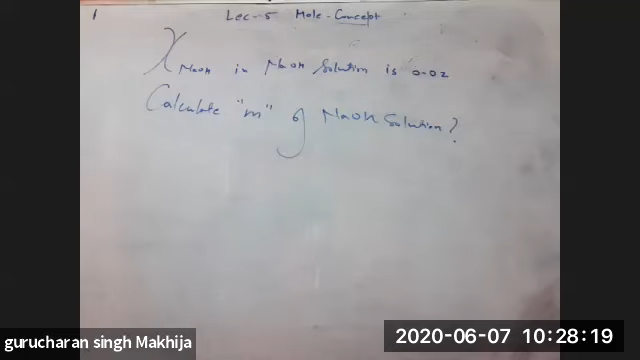 1 Lec-5 Mole-Concept
X NaOH in NaOH Solution is 0.02
Calculate "m" of NaOH Solution?
gurucharan singh Makhija
2020-06-07 10:28:19